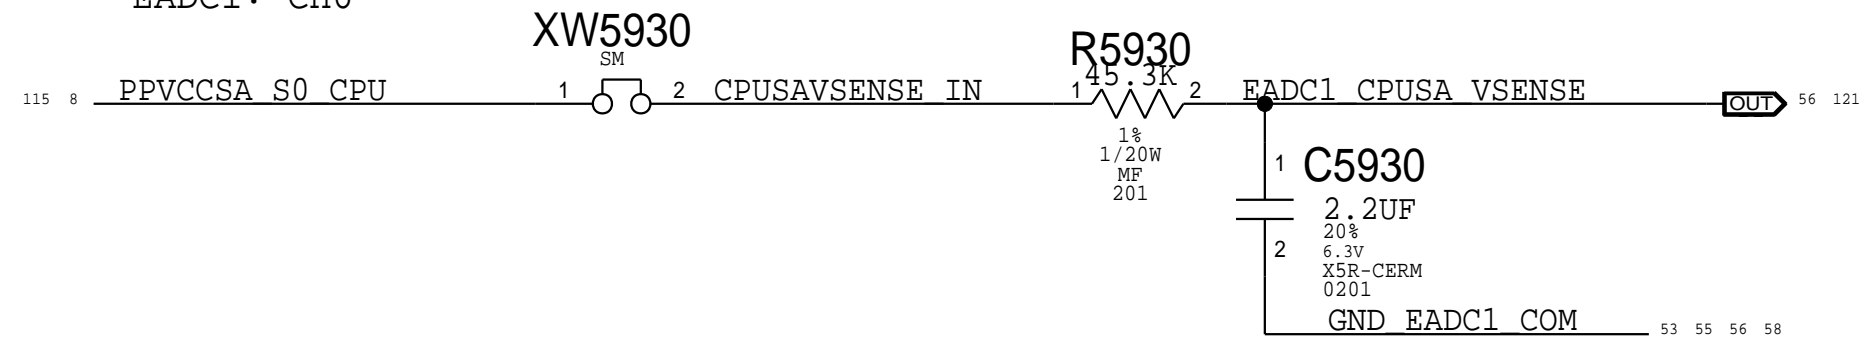 EADC1: CH0
XW5930
SM
115 8 PPVCCSA_S0_CPU 1 2 CPUSAVSENSE_IN
R5930
45.3K
1 2
1%
1/20W
MF
201
EADC1_CPUSA_VSENSE OUT 56 121
1 C5930
2.2UF
20%
2 6.3V
X5R-CERM
0201
GND_EADC1_COM 53 55 56 58